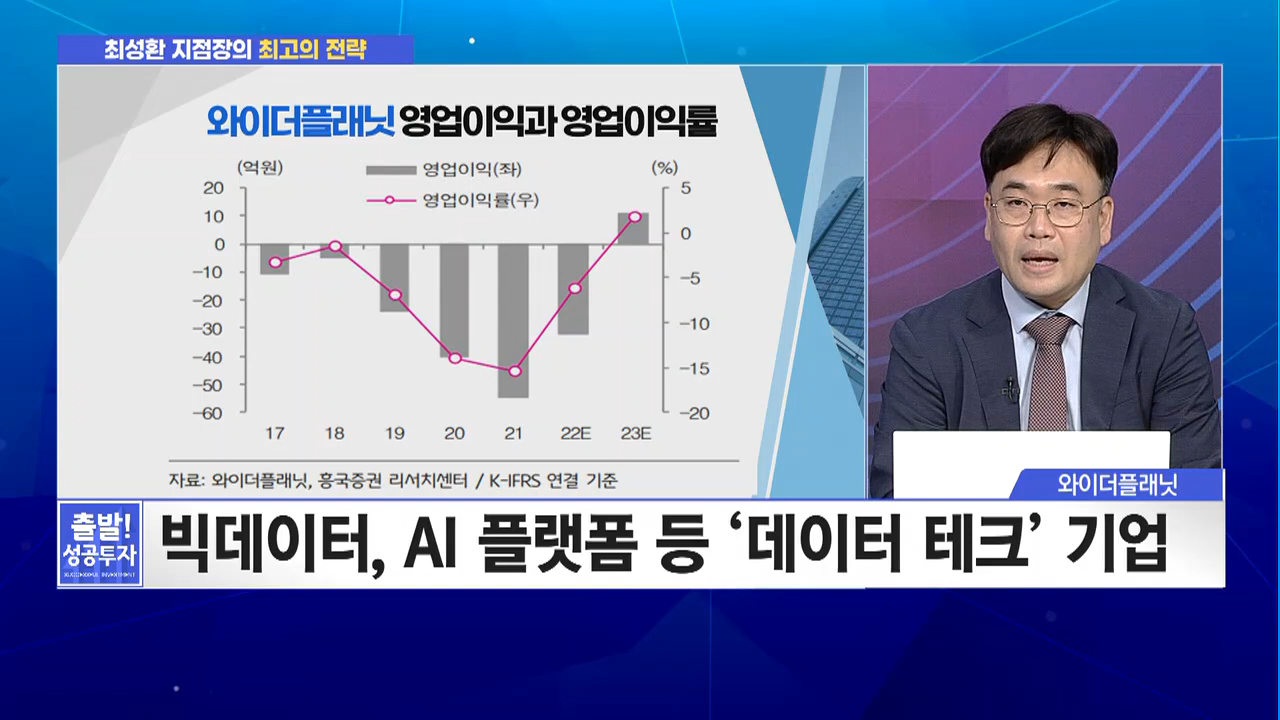 최성환 지점장의 최고의 전략
와이더플래닛 영업이익과 영업이익률
(억원)
(%)
영업이익(좌)
영업이익률(우)
20
10
0
-10
-20
-30
-40
-50
-60
5
0
-5
-10
-15
-20
17 18 19 20 21 22E 23E
자료: 와이더플래닛, 흥국증권 리서치센터 / K-IFRS 연결 기준
와이더플래닛
출발!
성공투자
빅데이터, AI 플랫폼 등 ‘데이터 테크’ 기업